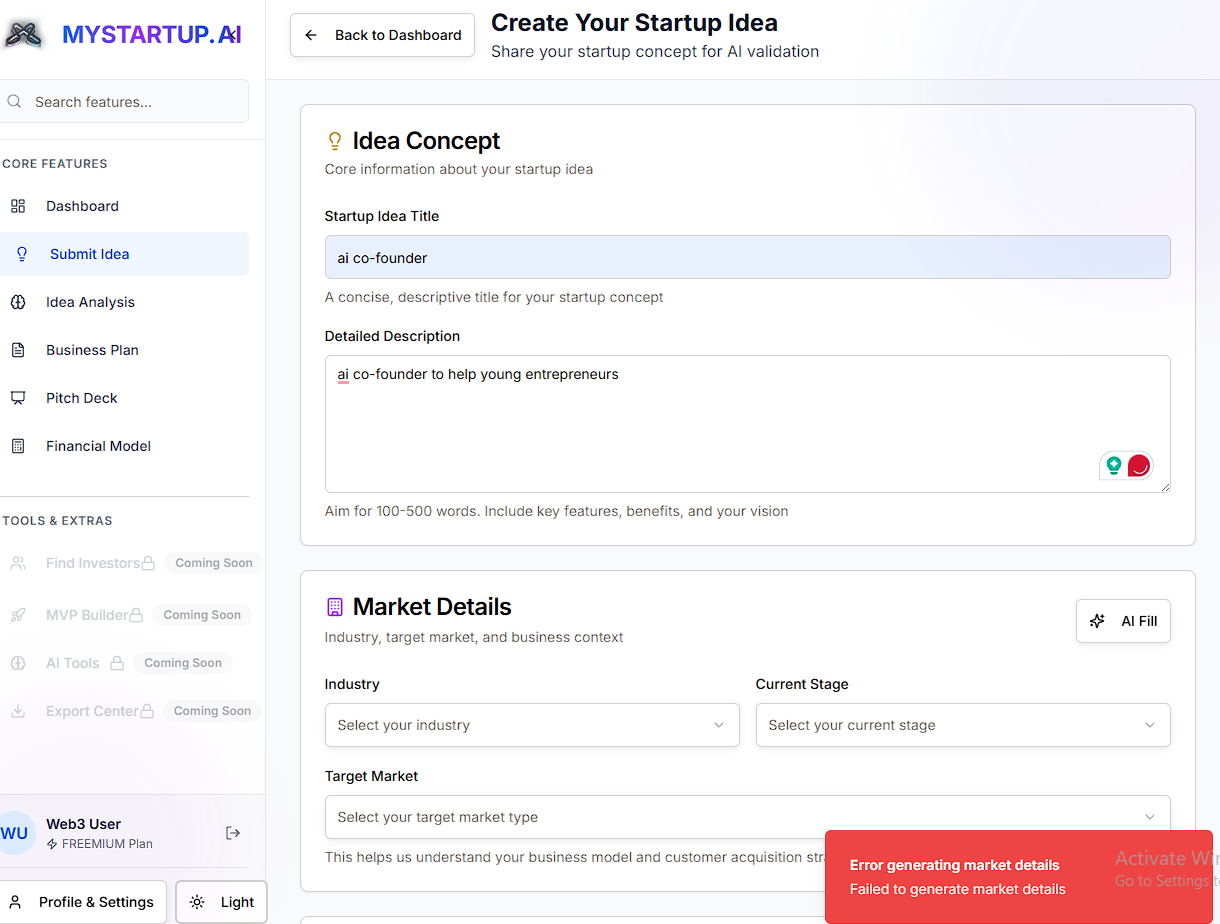 MYSTARTUP.AI
Search features...
CORE FEATURES
Dashboard
Submit Idea
Idea Analysis
Business Plan
Pitch Deck
Financial Model
TOOLS & EXTRAS
Find Investors Coming Soon
MVP Builder Coming Soon
AI Tools Coming Soon
Export Center Coming Soon
WU
Web3 User
FREEMIUM Plan
Profile & Settings
Light
Back to Dashboard
Create Your Startup Idea
Share your startup concept for AI validation
Idea Concept
Core information about your startup idea
Startup Idea Title
ai co-founder
A concise, descriptive title for your startup concept
Detailed Description
ai co-founder to help young entrepreneurs
Aim for 100-500 words. Include key features, benefits, and your vision
Market Details
Industry, target market, and business context
AI Fill
Industry
Current Stage
Select your industry
Select your current stage
Target Market
Select your target market type
This helps us understand your business model and customer acquisition
Error generating market details
Failed to generate market details
Activate
Go to Settings